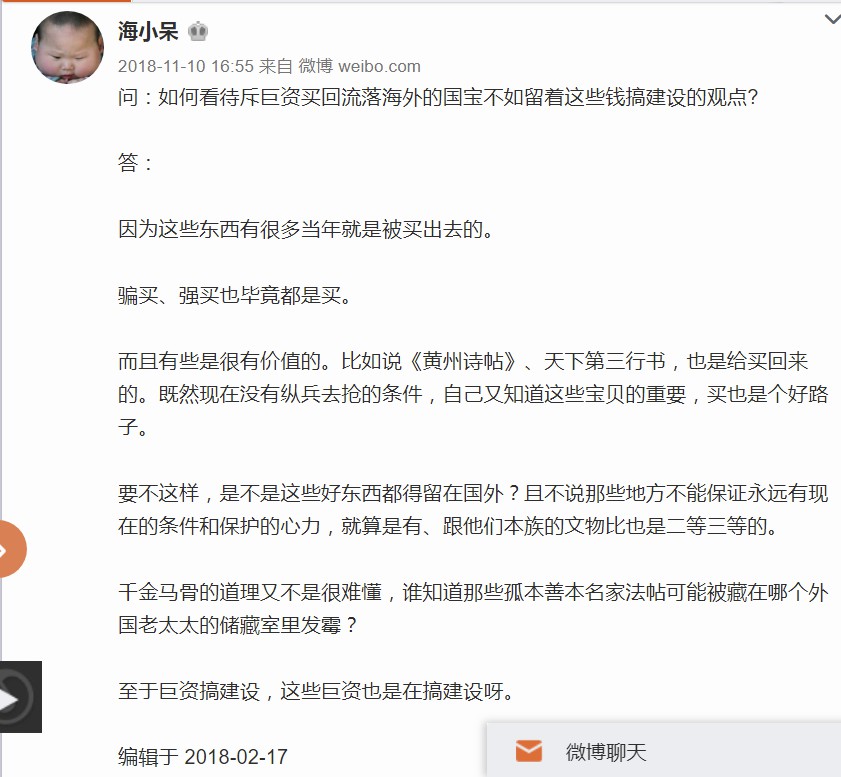 海小呆
2018-11-10 16:55 来自 微博 weibo.com
问：如何看待斥巨资买回流落海外的国宝不如留着这些钱搞建设的观点？
答：
因为这些东西有很多当年就是被买出去的。
骗买、强买也毕竟都是买。
而且有些是很有价值的。比如说《黄州诗帖》、天下第三行书，也是给买回来
的。既然现在没有纵兵去抢的条件，自己又知道这些宝贝的重要，买也是个好路
子。
要不这样，是不是这些好东西都得留在国外？且不说那些地方不能保证永远有现
在的条件和保护的心力，就算是有、跟他们本族的文物比也是二等三等的。
千金马骨的道理又不是很难懂，谁知道那些孤本善本名家法帖可能被藏在哪个外
国老太太的储藏室里发霉？
至于巨资搞建设，这些巨资也是在搞建设呀。
编辑于 2018-02-17
微博聊天